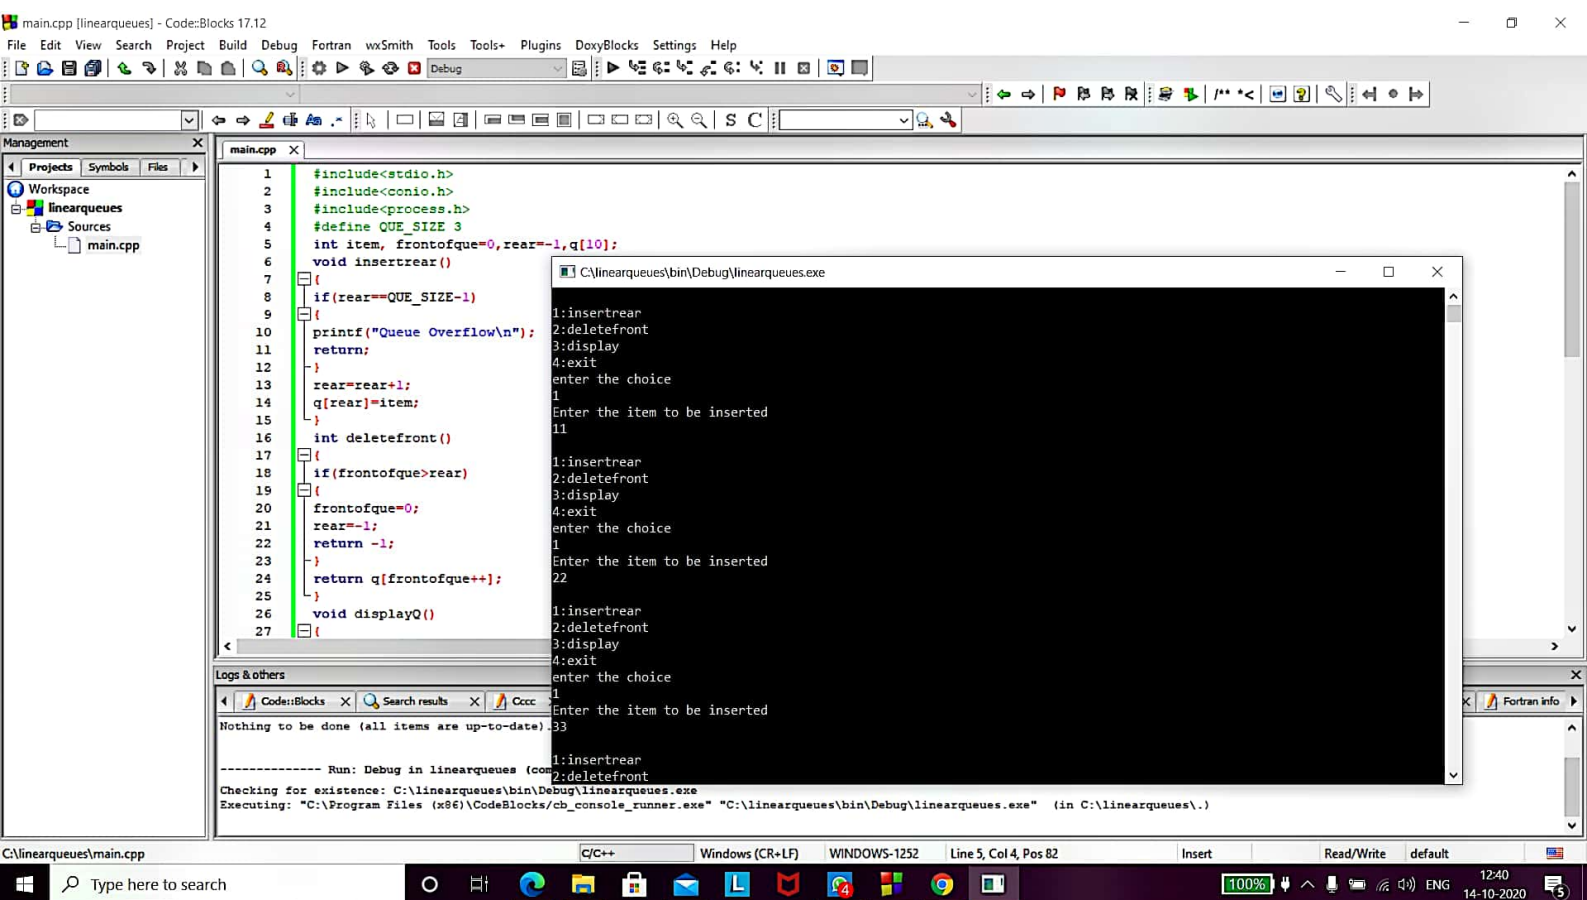 main.cpp [linearqueues] - Code::Blocks 17.12
File Edit View Search Project Build Debug Fortran wxSmith Tools Tools+ Plugins DoxyBlocks Settings Help
Debug
/** *<
S C
Management
Projects Symbols Files
Workspace
linearqueues
Sources
main.cpp
main.cpp
1 #include<stdio.h>
2 #include<conio.h>
3 #include<process.h>
4 #define QUE_SIZE 3
5 int item, frontofque=0,rear=-1,q[10];
6 void insertrear()
7 {
8 if(rear==QUE_SIZE-1)
9 {
10 printf("Queue Overflow\n");
11 return;
12 }
13 rear=rear+1;
14 q[rear]=item;
15 }
16 int deletefront()
17 {
18 if(frontofque>rear)
19 {
20 frontofque=0;
21 rear=-1;
22 return -1;
23 }
24 return q[frontofque++];
25 }
26 void displayQ()
27 {
C:\linearqueues\bin\Debug\linearqueues.exe
1:insertrear
2:deletefront
3:display
4:exit
enter the choice
1
Enter the item to be inserted
11
1:insertrear
2:deletefront
3:display
4:exit
enter the choice
1
Enter the item to be inserted
22
1:insertrear
2:deletefront
3:display
4:exit
enter the choice
1
Enter the item to be inserted
33
1:insertrear
2:deletefront
Logs & others
Code::Blocks Search results Cccc Fortran info
Nothing to be done (all items are up-to-date).
-------------- Run: Debug in linearqueues (com
Checking for existence: C:\linearqueues\bin\Debug\linearqueues.exe
Executing: "C:\Program Files (x86)\CodeBlocks/cb_console_runner.exe" "C:\linearqueues\bin\Debug\linearqueues.exe" (in C:\linearqueues\.)
C:\linearqueues\main.cpp C/C++ Windows (CR+LF) WINDOWS-1252 Line 5, Col 4, Pos 82 Insert Read/Write default
Type here to search
L
4
100%
ENG
12:40
14-10-2020
5